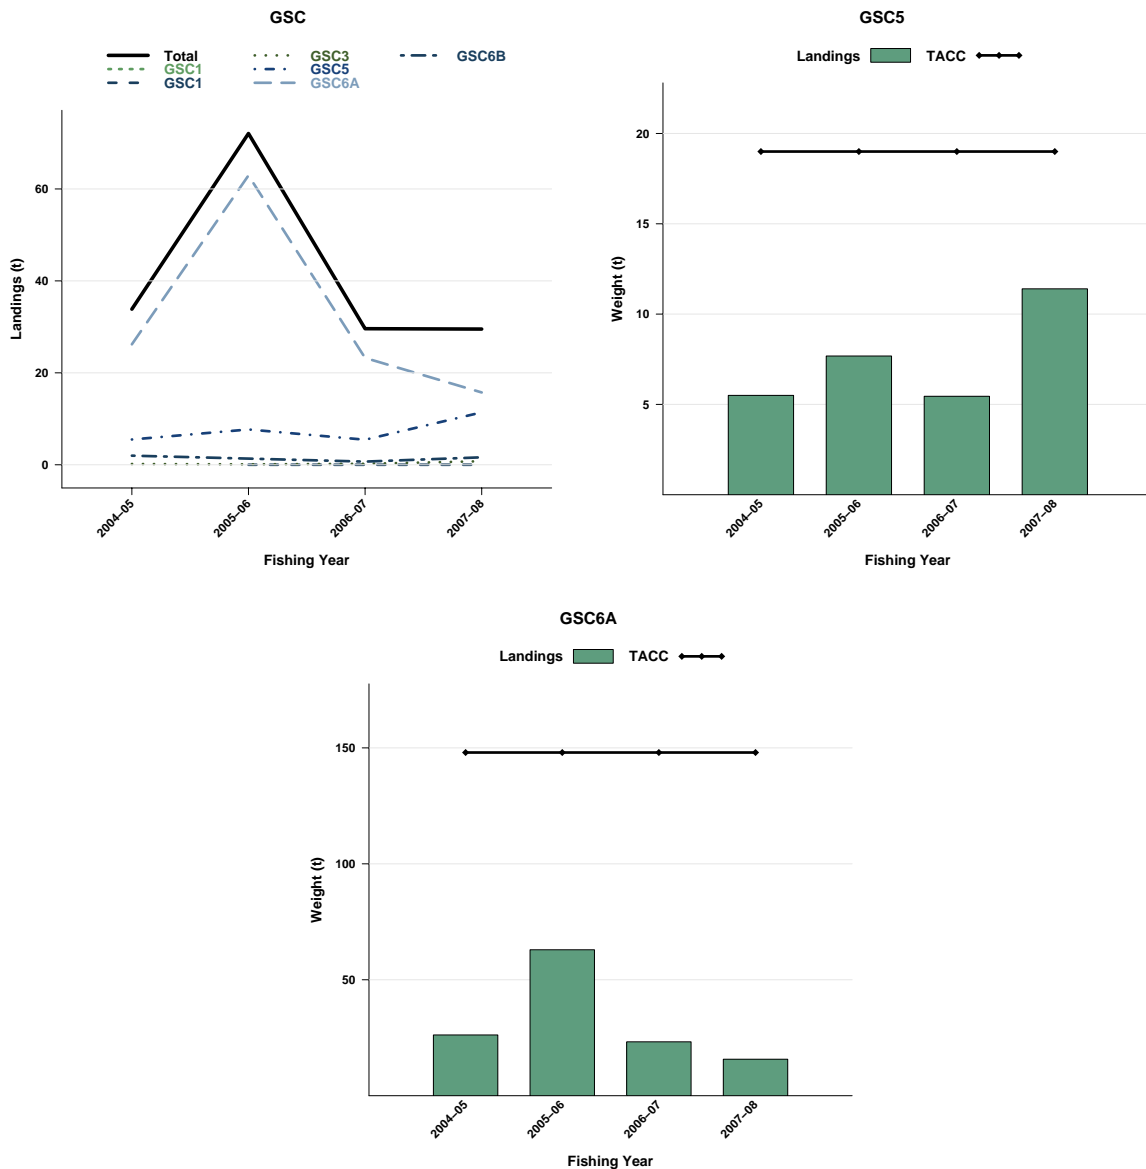 GSC
Total
GSC1
GSC1
GSC3
GSC5
GSC6A
GSC6B
Landings (t)
60
40
20
0
2004–05
2005–06
2006–07
2007–08
Fishing Year
GSC5
Landings TACC
Weight (t)
20
15
10
5
2004–05
2005–06
2006–07
2007–08
Fishing Year
GSC6A
Landings TACC
Weight (t)
150
100
50
2004–05
2005–06
2006–07
2007–08
Fishing Year